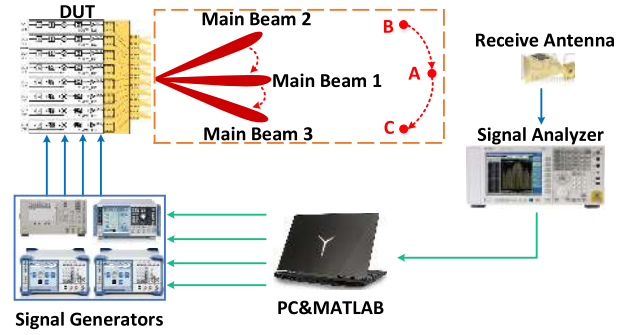 DUT
Main Beam 2
B
Receive Antenna
Main Beam 1
A
Main Beam 3
C
Signal Analyzer
Signal Generators
PC&MATLAB